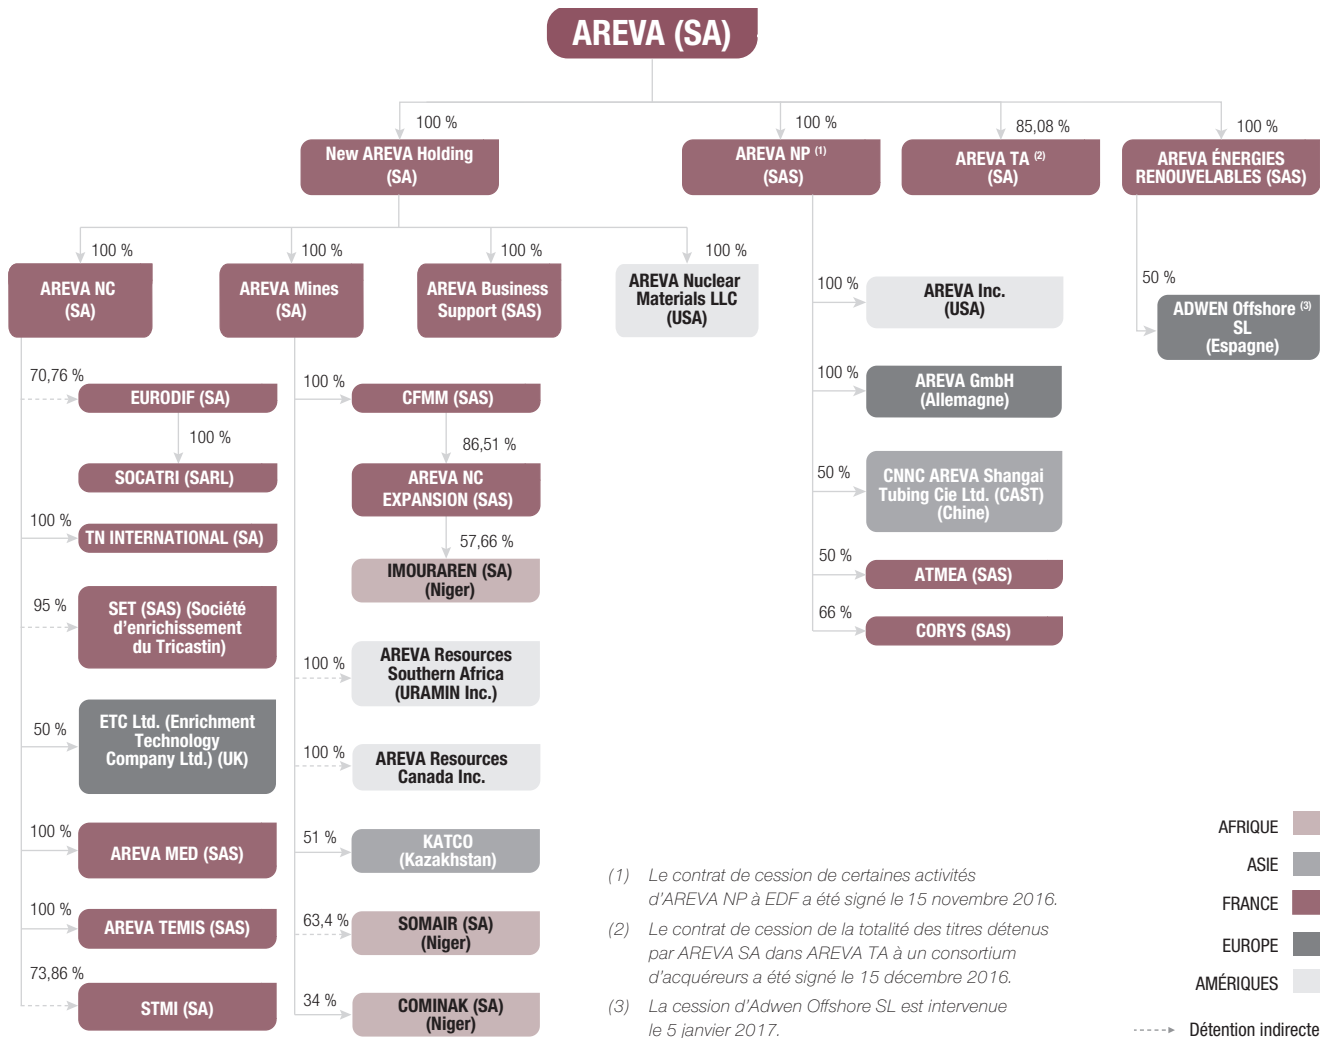 AREVA (SA)
100 %
100 %
85,08 %
100 %
New AREVA Holding
(SA)
AREVA NP (1)
(SAS)
AREVA TA (2)
(SA)
AREVA ÉNERGIES
RENOUVELABLES (SAS)
100 %
100 %
100 %
100 %
AREVA NC
(SA)
AREVA Mines
(SA)
AREVA Business
Support (SAS)
AREVA Nuclear
Materials LLC
(USA)
70,76 %
EURODIF (SA)
100 %
SOCATRI (SARL)
100 %
TN INTERNATIONAL (SA)
95 %
SET (SAS) (Société
d’enrichissement
du Tricastin)
50 %
ETC Ltd. (Enrichment
Technology
Company Ltd.) (UK)
100 %
AREVA MED (SAS)
100 %
AREVA TEMIS (SAS)
73,86 %
STMI (SA)
100 %
CFMM (SAS)
86,51 %
AREVA NC
EXPANSION (SAS)
57,66 %
IMOURAREN (SA)
(Niger)
100 %
AREVA Resources
Southern Africa
(URAMIN Inc.)
100 %
AREVA Resources
Canada Inc.
51 %
KATCO
(Kazakhstan)
63,4 %
SOMAIR (SA)
(Niger)
34 %
COMINAK (SA)
(Niger)
100 %
AREVA Inc.
(USA)
100 %
AREVA GmbH
(Allemagne)
50 %
CNNC AREVA Shangai
Tubing Cie Ltd. (CAST)
(Chine)
50 %
ATMEA (SAS)
66 %
CORYS (SAS)
50 %
ADWEN Offshore (3)
SL
(Espagne)
(1) Le contrat de cession de certaines activités
d’AREVA NP à EDF a été signé le 15 novembre 2016.
(2) Le contrat de cession de la totalité des titres détenus
par AREVA SA dans AREVA TA à un consortium
d’acquéreurs a été signé le 15 décembre 2016.
(3) La cession d’Adwen Offshore SL est intervenue
le 5 janvier 2017.
AFRIQUE
ASIE
FRANCE
EUROPE
AMÉRIQUES
Détention indirecte